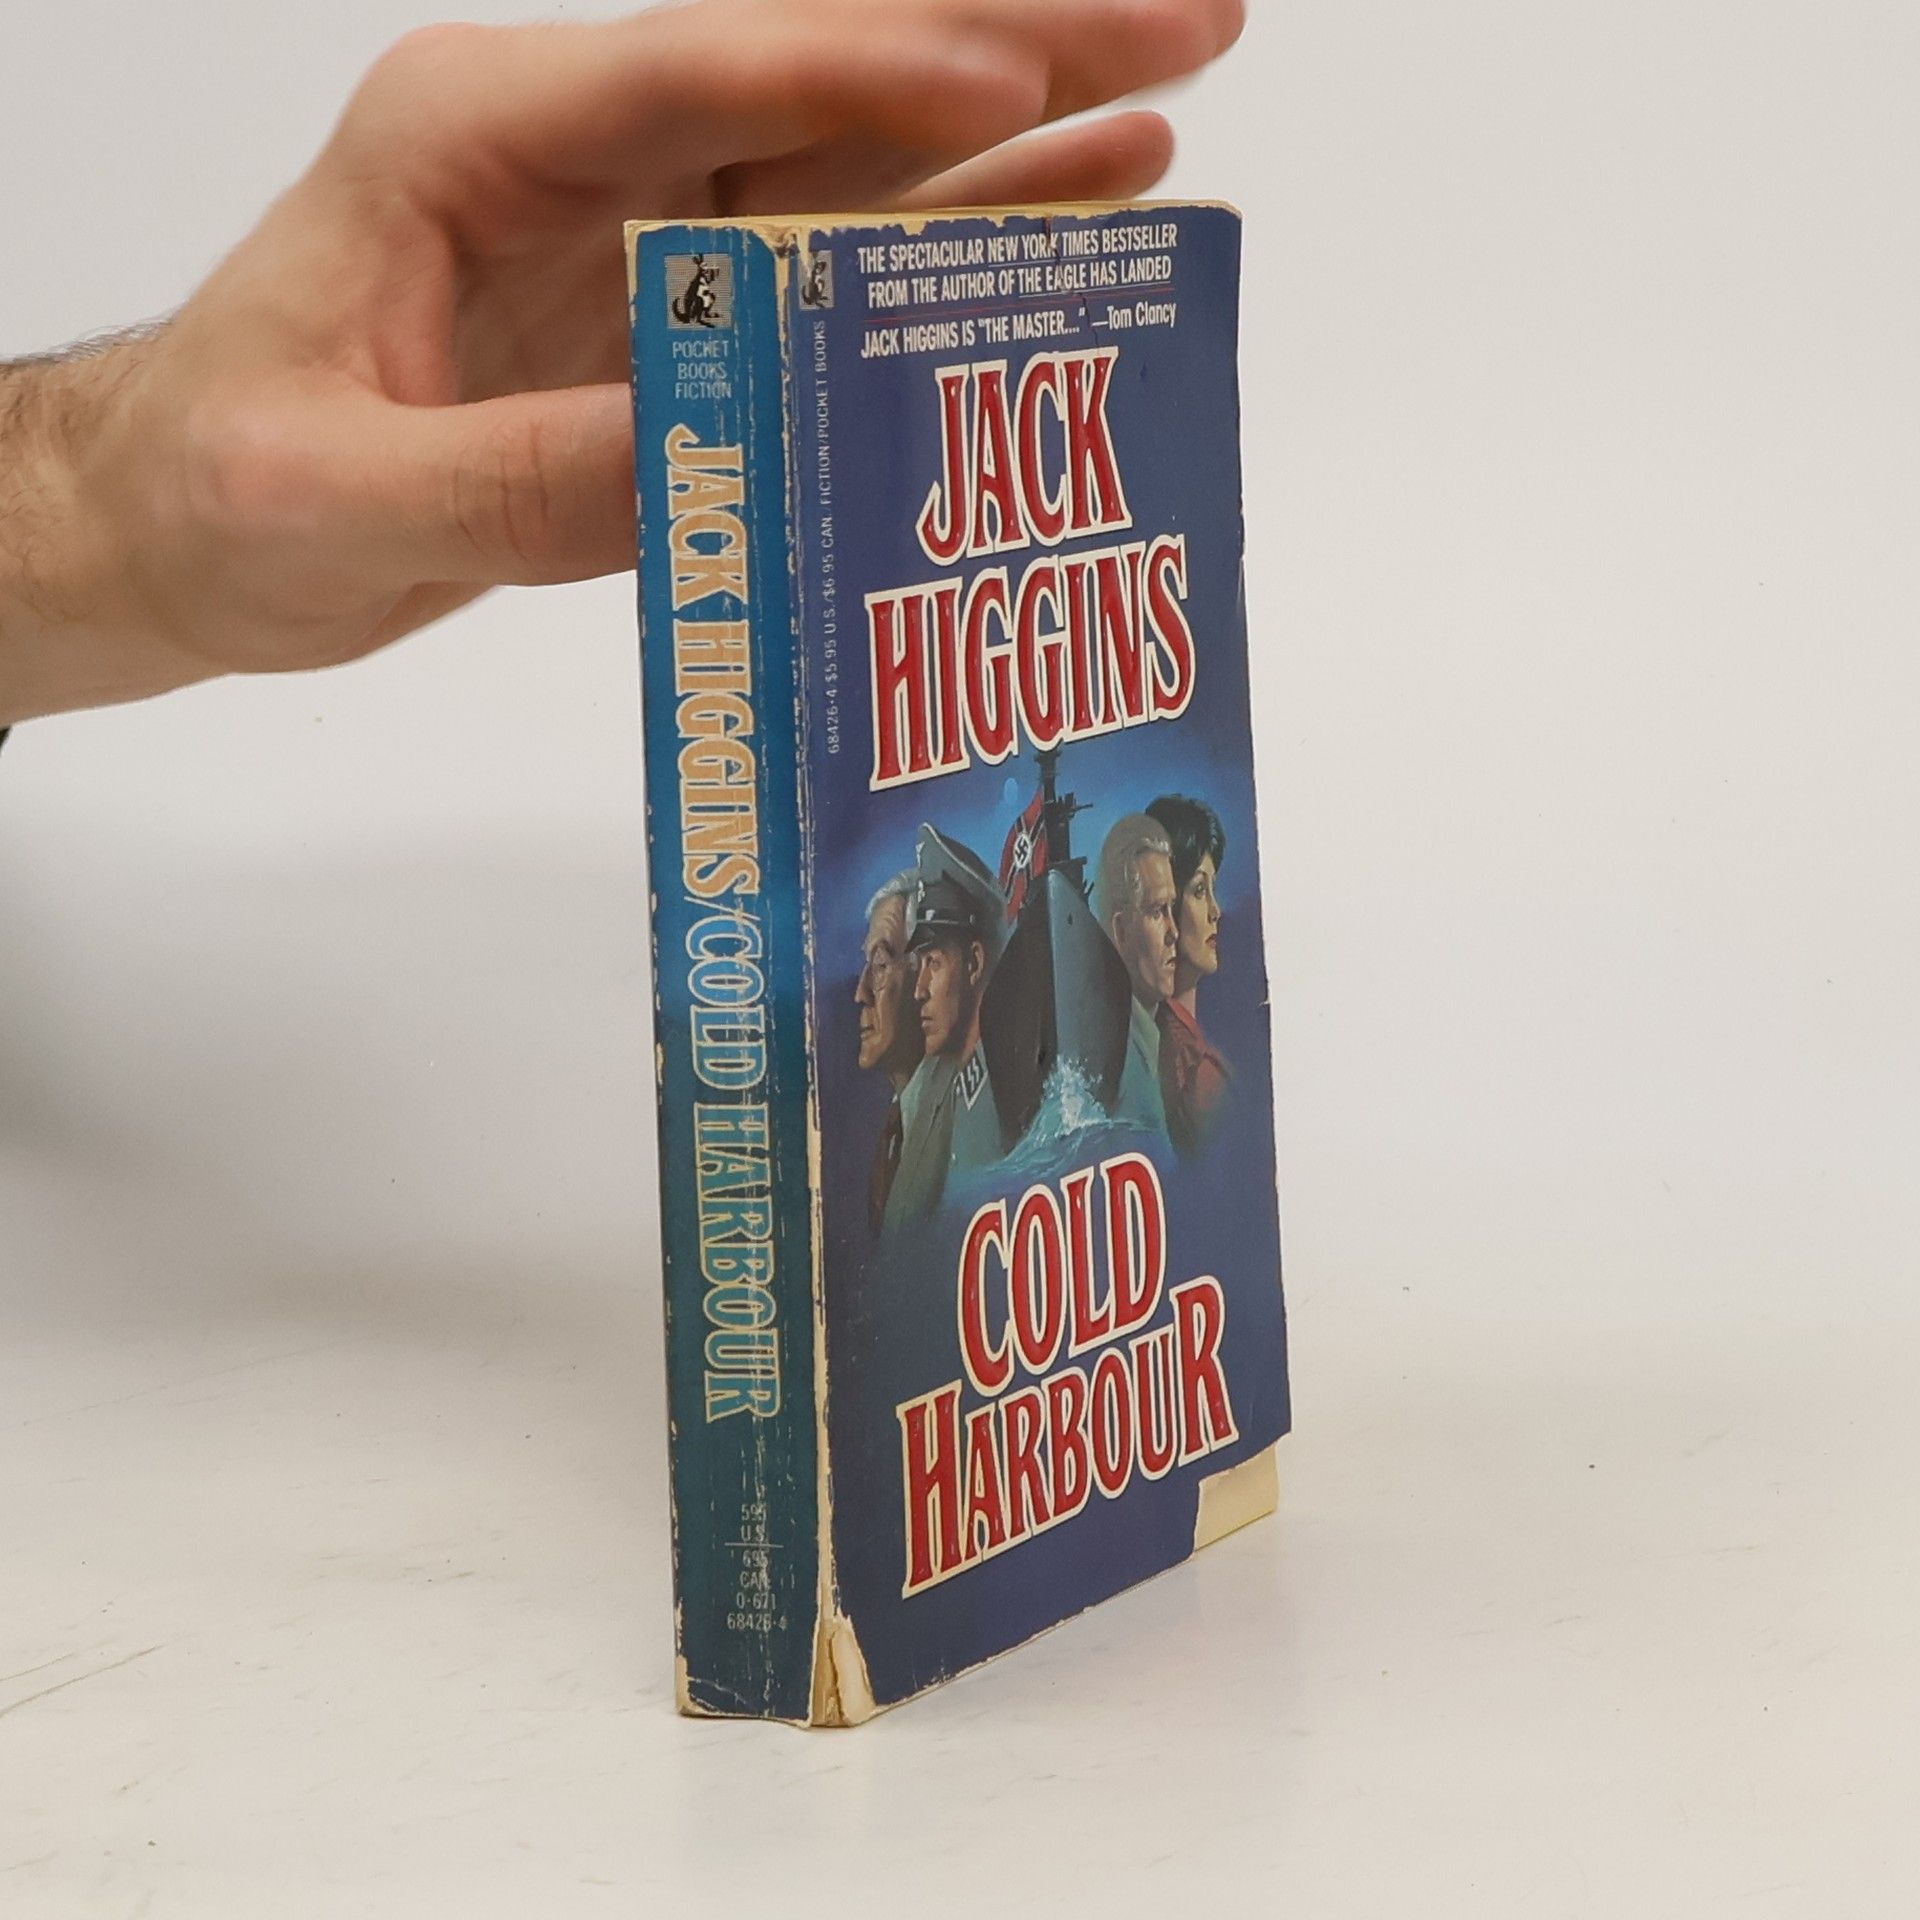 POCKET
BOOKS
FICTION
JACK HIGGINS/COLD HARBOUR
595
U.S.
695
CAN.
0·671
68426·4
68426·4/$5.95 U.S./$6.95 CAN./FICTION/POCKET BOOKS
THE SPECTACULAR NEW YORK TIMES BESTSELLER
FROM THE AUTHOR OF THE EAGLE HAS LANDED
JACK HIGGINS IS "THE MASTER...." —Tom Clancy
JACK
HIGGINS
COLD
HARBOUR